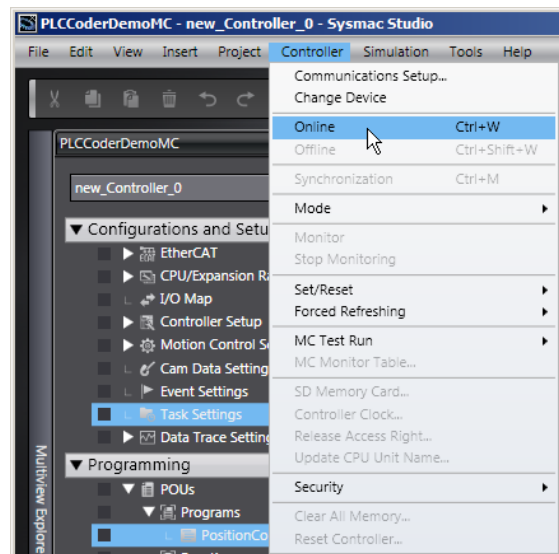 PLCCoderDemoMC - new_Controller_0 - Sysmac Studio
File Edit View Insert Project Controller Simulation Tools Help
Communications Setup...
Change Device
Online Ctrl+W
Offline Ctrl+Shift+W
Synchronization Ctrl+M
Mode
Monitor
Stop Monitoring
Set/Reset
Forced Refreshing
MC Test Run
MC Monitor Table...
SD Memory Card...
Controller Clock...
Release Access Right...
Update CPU Unit Name...
Security
Clear All Memory...
Reset Controller...
Multiview Explore
PLCCoderDemoMC
new_Controller_0
Configurations and Setu
EtherCAT
CPU/Expansion Ra
I/O Map
Controller Setup
Motion Control Se
Cam Data Setting
Event Settings
Task Settings
Data Trace Setting
Programming
POUs
Programs
PositionCo